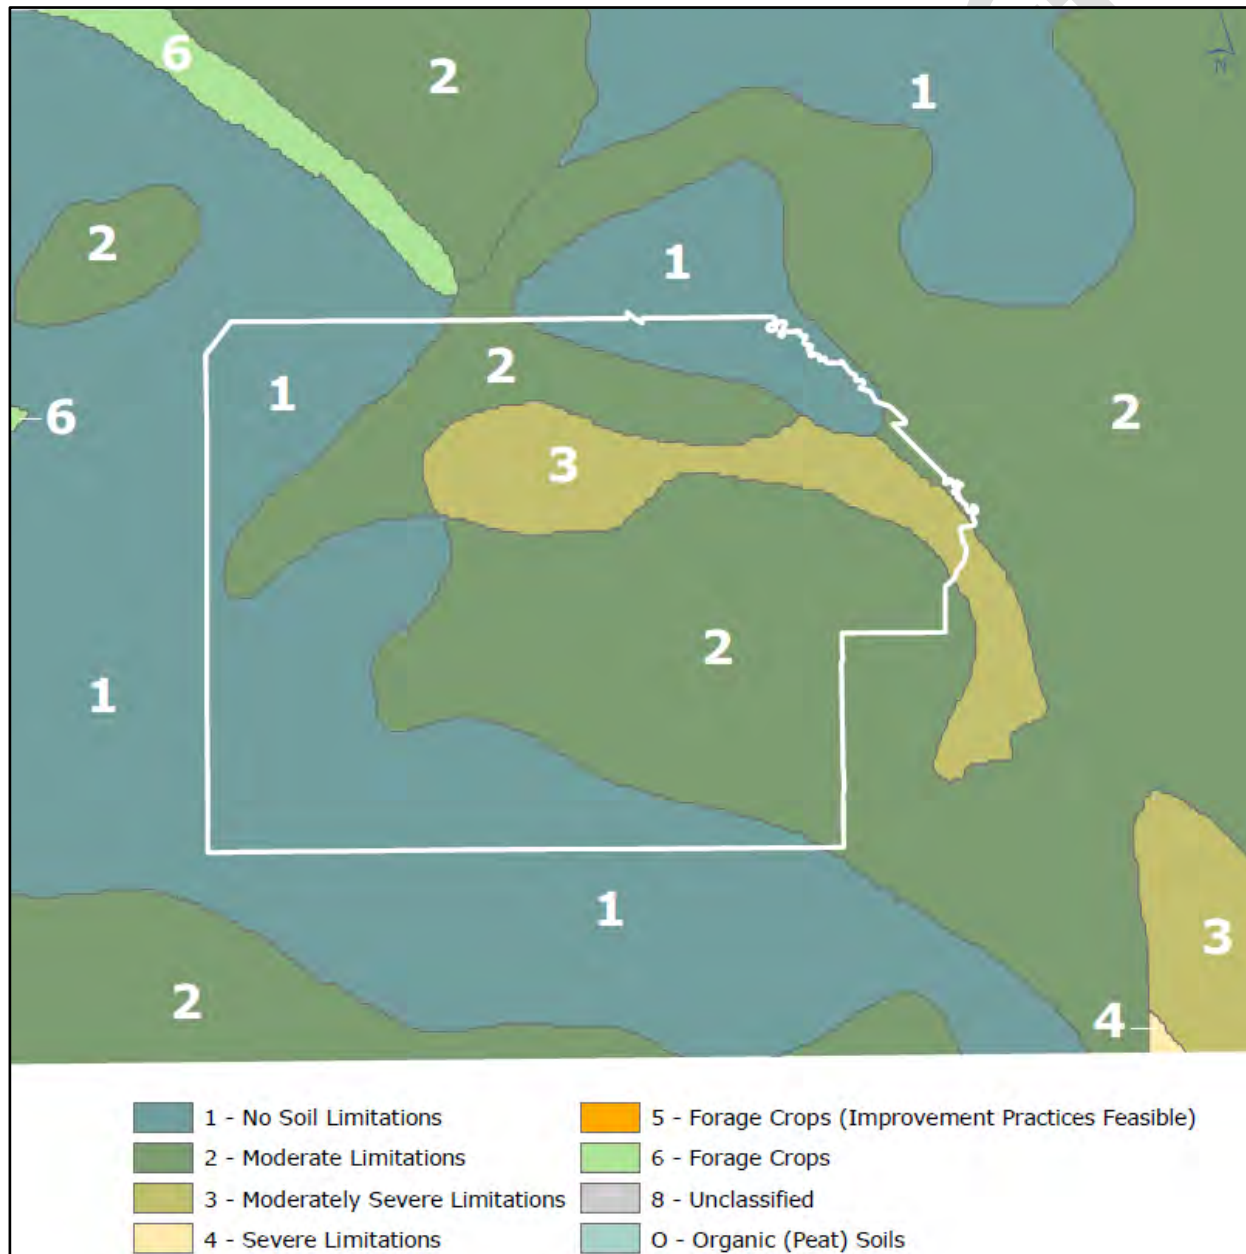 6
2
1
N
2
1
1
2
6
2
3
2
1
1
3
2
4
1 - No Soil Limitations
2 - Moderate Limitations
3 - Moderately Severe Limitations
4 - Severe Limitations
5 - Forage Crops (Improvement Practices Feasible)
6 - Forage Crops
8 - Unclassified
O - Organic (Peat) Soils